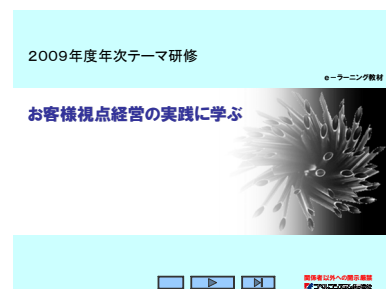 2009年度年次テーマ研修
e－ラーニング教材
お客様視点経営の実践に学ぶ
関係者以外への開示厳禁